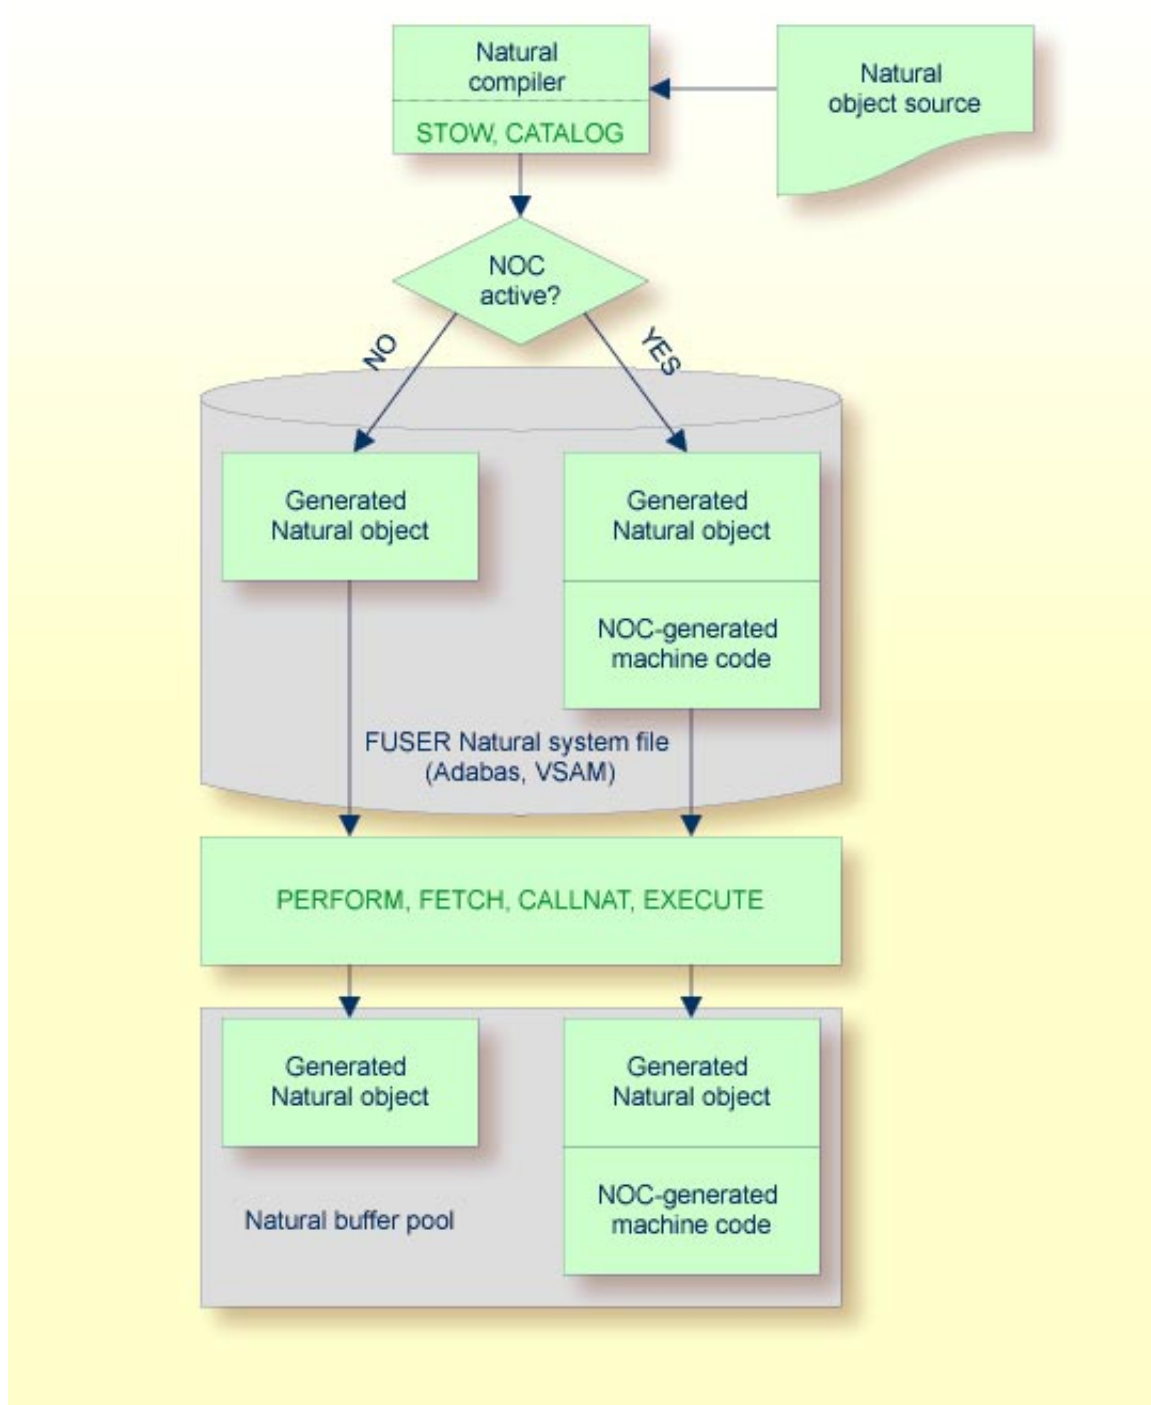 Natural
compiler
STOW, CATALOG
Natural
object source
NOC
active?
NO
YES
Generated
Natural object
Generated
Natural object
NOC-generated
machine code
FUSER Natural system file
(Adabas, VSAM)
PERFORM, FETCH, CALLNAT, EXECUTE
Generated
Natural object
Generated
Natural object
NOC-generated
machine code
Natural buffer pool